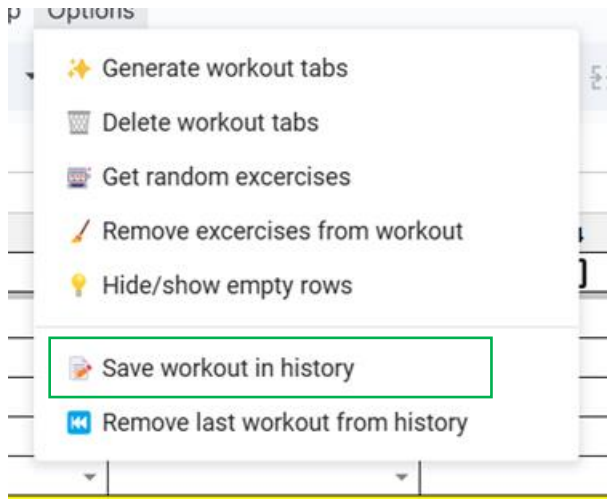 Options
✨ Generate workout tabs
🗑 Delete workout tabs
Get random excercises
🧹 Remove excercises from workout
💡 Hide/show empty rows
📝 Save workout in history
⏮ Remove last workout from history